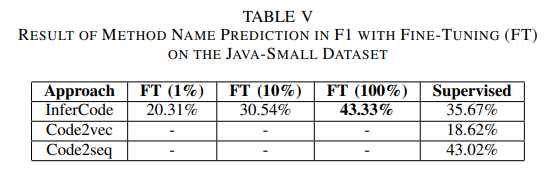 TABLE V
RESULT OF METHOD NAME PREDICTION IN F1 WITH FINE-TUNING (FT)
ON THE JAVA-SMALL DATASET
Approach FT (1%) FT (10%) FT (100%) Supervised
InferCode 20.31% 30.54% 43.33% 35.67%
Code2vec - - - 18.62%
Code2seq - - - 43.02%